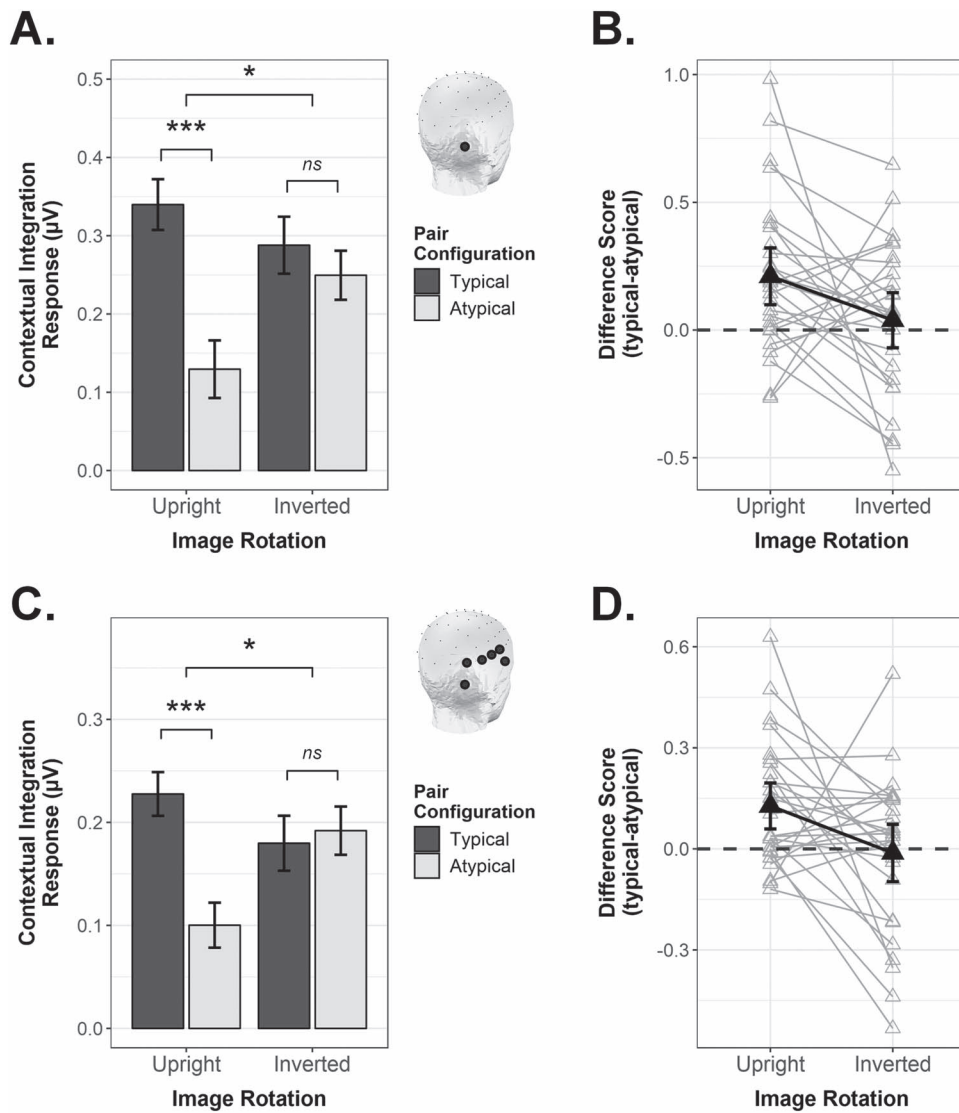 A.
Contextual Integration
Response (µV)
0.5
0.4
0.3
0.2
0.1
0.0
*
***
ns
Upright
Inverted
Image Rotation
Pair
Configuration
Typical
Atypical
B.
Difference Score
(typical-atypical)
1.0
0.5
0.0
-0.5
Upright
Inverted
Image Rotation
C.
Contextual Integration
Response (µV)
0.3
0.2
0.1
0.0
*
***
ns
Upright
Inverted
Image Rotation
Pair
Configuration
Typical
Atypical
D.
Difference Score
(typical-atypical)
0.6
0.3
0.0
-0.3
Upright
Inverted
Image Rotation